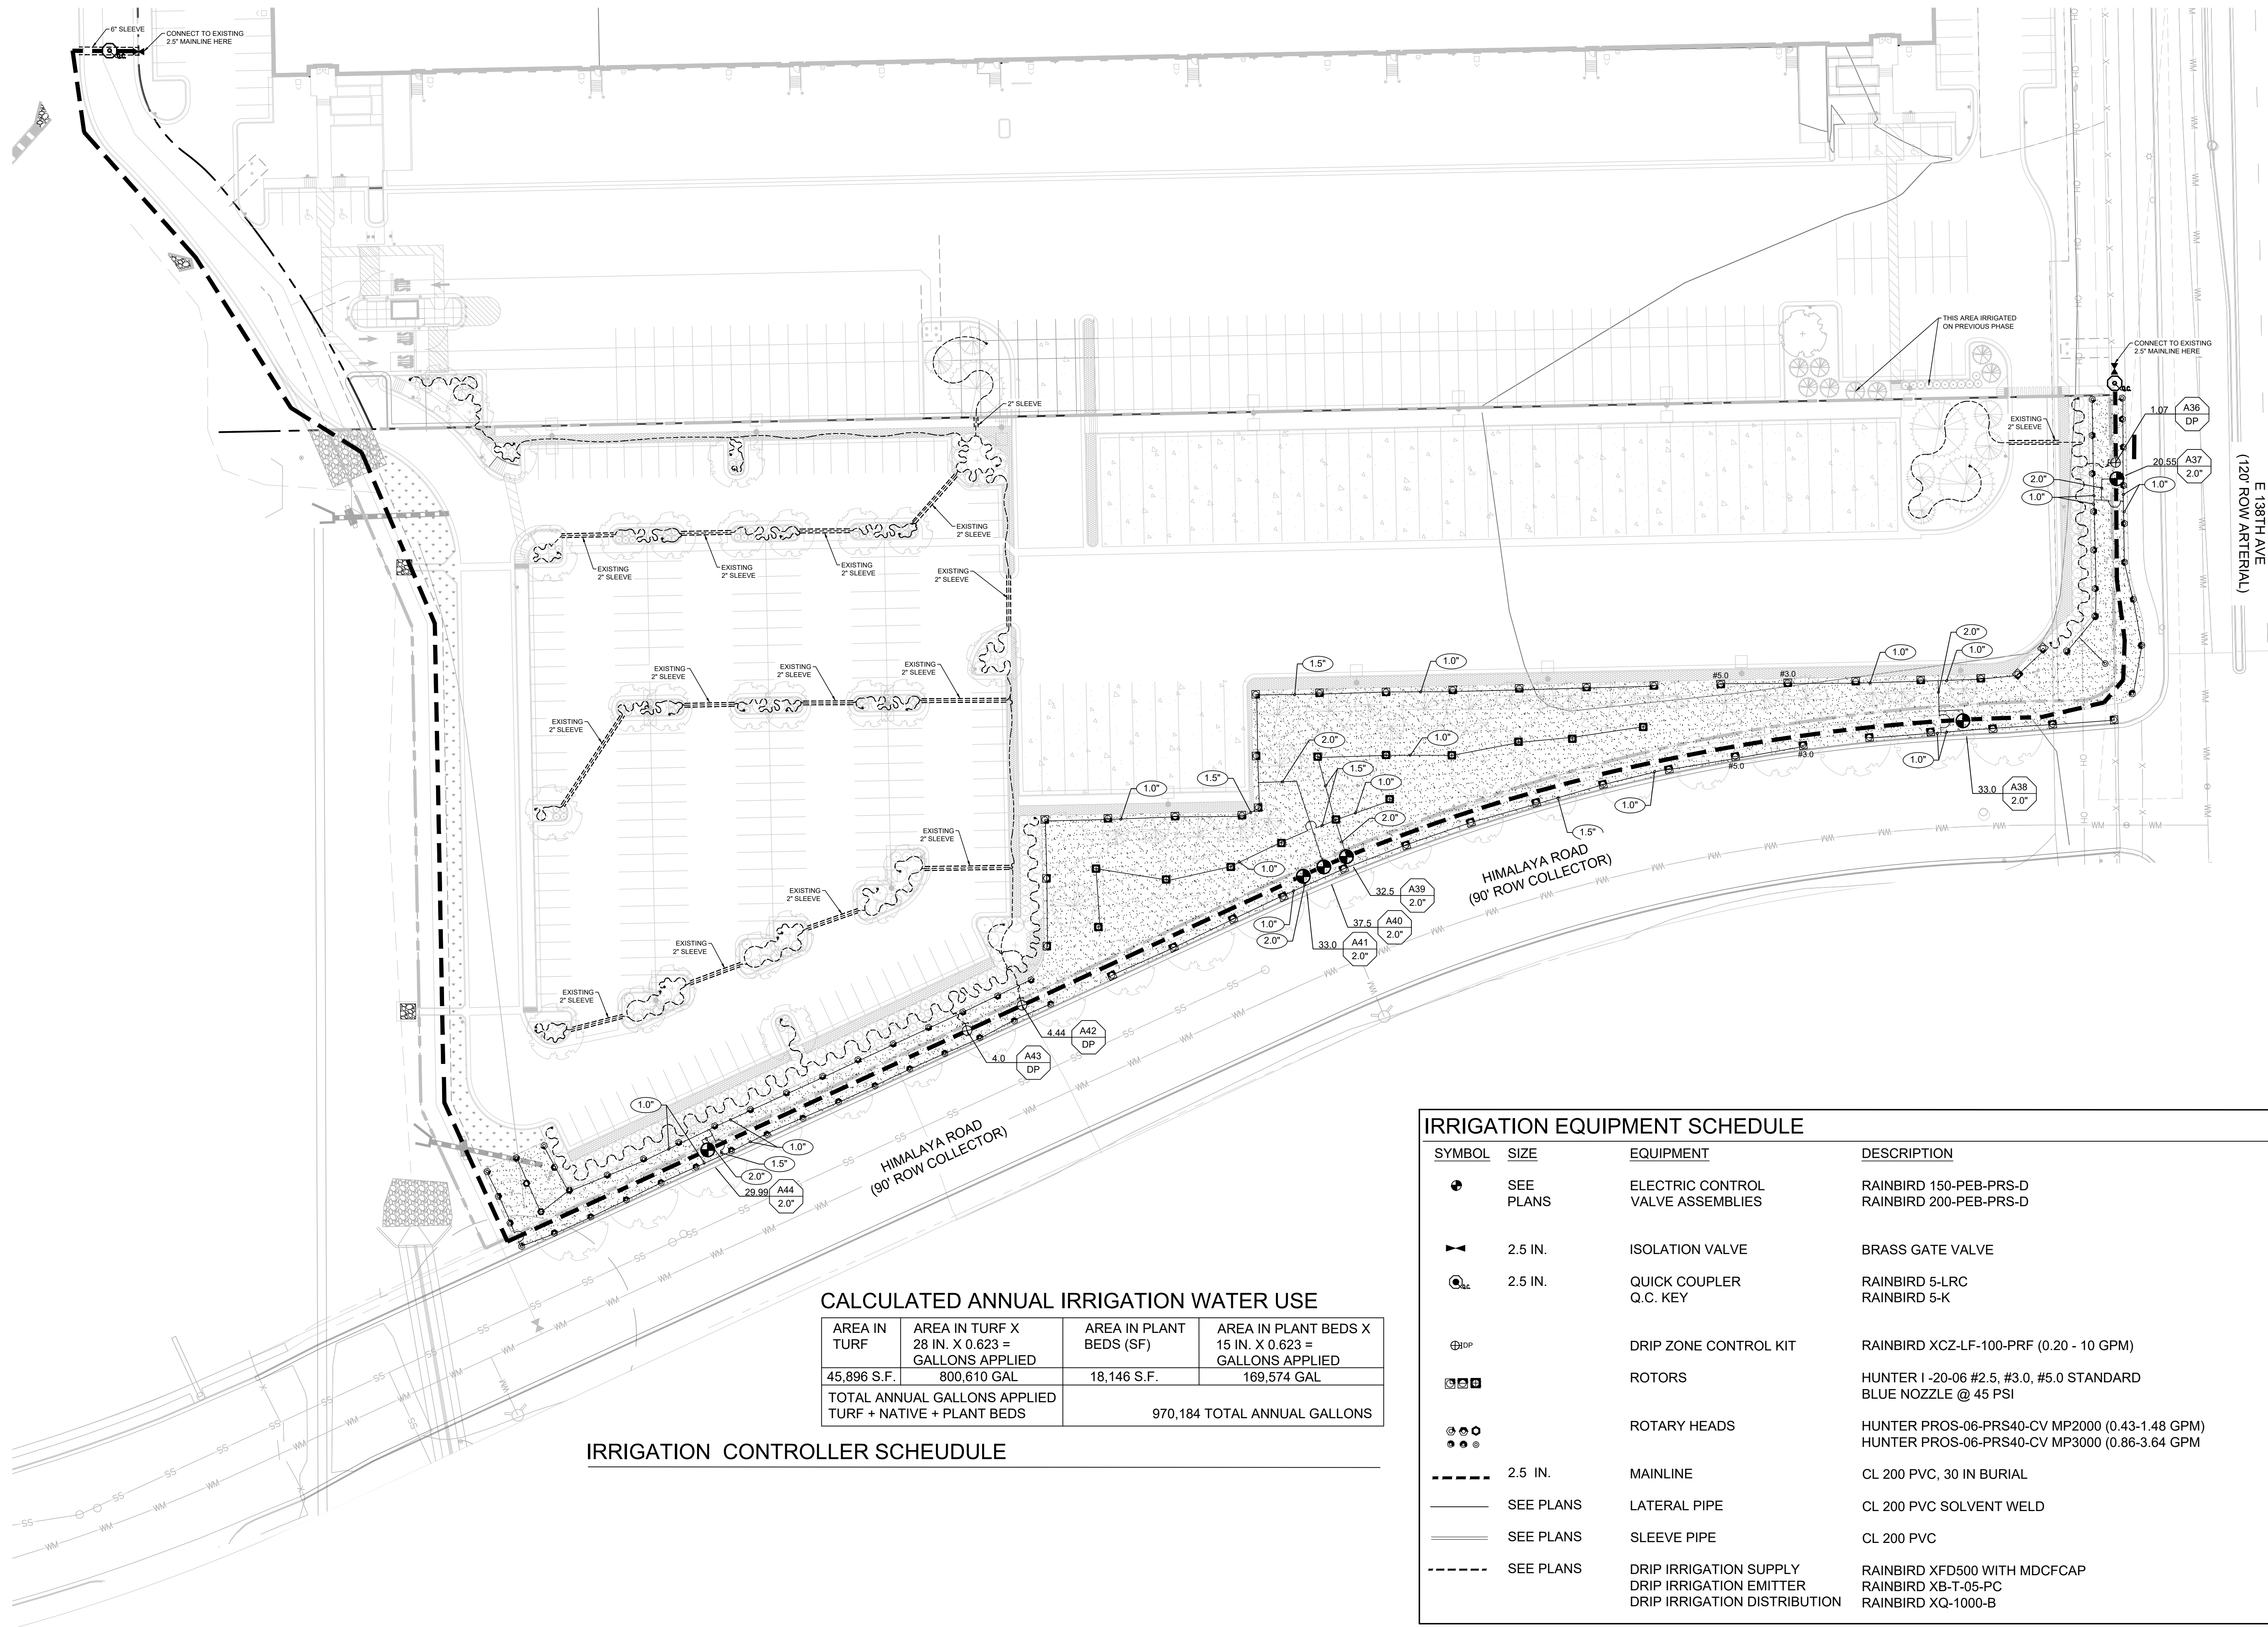 6" SLEEVE
CONNECT TO EXISTING
2.5" MAINLINE HERE
Q.C.
THIS AREA IRRIGATED
ON PREVIOUS PHASE
CONNECT TO EXISTING
2.5" MAINLINE HERE
Q.C.
2" SLEEVE
EXISTING
2" SLEEVE
1.07
A36
DP
20.55
A37
2.0"
2.0"
1.0"
1.0"
E 138TH AVE
(120' ROW ARTERIAL)
EXISTING
2" SLEEVE
EXISTING
2" SLEEVE
EXISTING
2" SLEEVE
EXISTING
2" SLEEVE
EXISTING
2" SLEEVE
EXISTING
2" SLEEVE
EXISTING
2" SLEEVE
EXISTING
2" SLEEVE
EXISTING
2" SLEEVE
EXISTING
2" SLEEVE
EXISTING
2" SLEEVE
EXISTING
2" SLEEVE
EXISTING
2" SLEEVE
1.5"
1.0"
1.0"
2.0"
1.0"
#5.0
#3.0
2.0"
1.0"
1.5"
1.5"
1.0"
1.0"
2.0"
#5.0
#3.0
1.0"
1.0"
1.5"
1.0"
33.0
A38
2.0"
HIMALAYA ROAD
(90' ROW COLLECTOR)
32.5
A39
2.0"
37.5
A40
2.0"
1.0"
2.0"
33.0
A41
2.0"
4.44
A42
DP
4.0
A43
DP
1.0"
1.0"
1.5"
2.0"
29.99
A44
2.0"
HIMALAYA ROAD
(90' ROW COLLECTOR)
IRRIGATION EQUIPMENT SCHEDULE
SYMBOL SIZE EQUIPMENT DESCRIPTION
SEE ELECTRIC CONTROL RAINBIRD 150-PEB-PRS-D
PLANS VALVE ASSEMBLIES RAINBIRD 200-PEB-PRS-D
2.5 IN. ISOLATION VALVE BRASS GATE VALVE
Q.C. 2.5 IN. QUICK COUPLER RAINBIRD 5-LRC
Q.C. KEY RAINBIRD 5-K
DP DRIP ZONE CONTROL KIT RAINBIRD XCZ-LF-100-PRF (0.20 - 10 GPM)
ROTORS HUNTER I -20-06 #2.5, #3.0, #5.0 STANDARD
BLUE NOZZLE @ 45 PSI
ROTARY HEADS HUNTER PROS-06-PRS40-CV MP2000 (0.43-1.48 GPM)
HUNTER PROS-06-PRS40-CV MP3000 (0.86-3.64 GPM
2.5 IN. MAINLINE CL 200 PVC, 30 IN BURIAL
SEE PLANS LATERAL PIPE CL 200 PVC SOLVENT WELD
SEE PLANS SLEEVE PIPE CL 200 PVC
SEE PLANS DRIP IRRIGATION SUPPLY RAINBIRD XFD500 WITH MDCFCAP
DRIP IRRIGATION EMITTER RAINBIRD XB-T-05-PC
DRIP IRRIGATION DISTRIBUTION RAINBIRD XQ-1000-B
CALCULATED ANNUAL IRRIGATION WATER USE
AREA IN AREA IN TURF X AREA IN PLANT AREA IN PLANT BEDS X
TURF 28 IN. X 0.623 = BEDS (SF) 15 IN. X 0.623 =
GALLONS APPLIED GALLONS APPLIED
45,896 S.F. 800,610 GAL 18,146 S.F. 169,574 GAL
TOTAL ANNUAL GALLONS APPLIED
TURF + NATIVE + PLANT BEDS 970,184 TOTAL ANNUAL GALLONS
IRRIGATION CONTROLLER SCHEUDULE